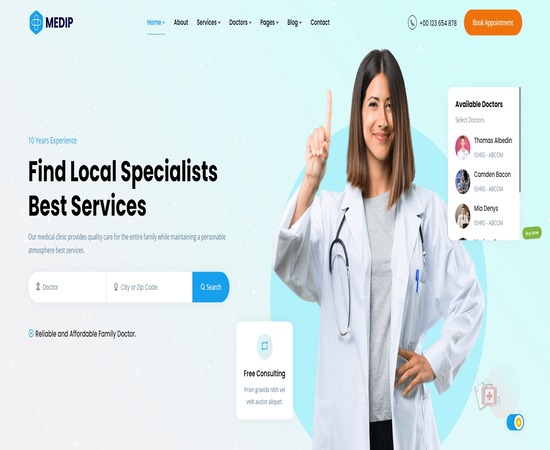 MEDIP
Home About Services Doctors Pages Blog Contact
+00 123 654 878
Book Appointment
Available Doctors
Select Doctors
Thomas Albedin
ISHRS - ABCOM
Camden Bacon
ISHRS - ABCOM
Mia Denys
ISHRS - ABCOM
Buy Now
10 Years Experience
Find Local Specialists
Best Services
Our medical clinic provides quality care for the entire family while maintaining a personable
atmosphere best services.
Doctor
City or Zip Code
Search
Reliable and Affordable Family Doctor.
Free Consulting
Proin gravida nibh vel
velit auctor aliquet.